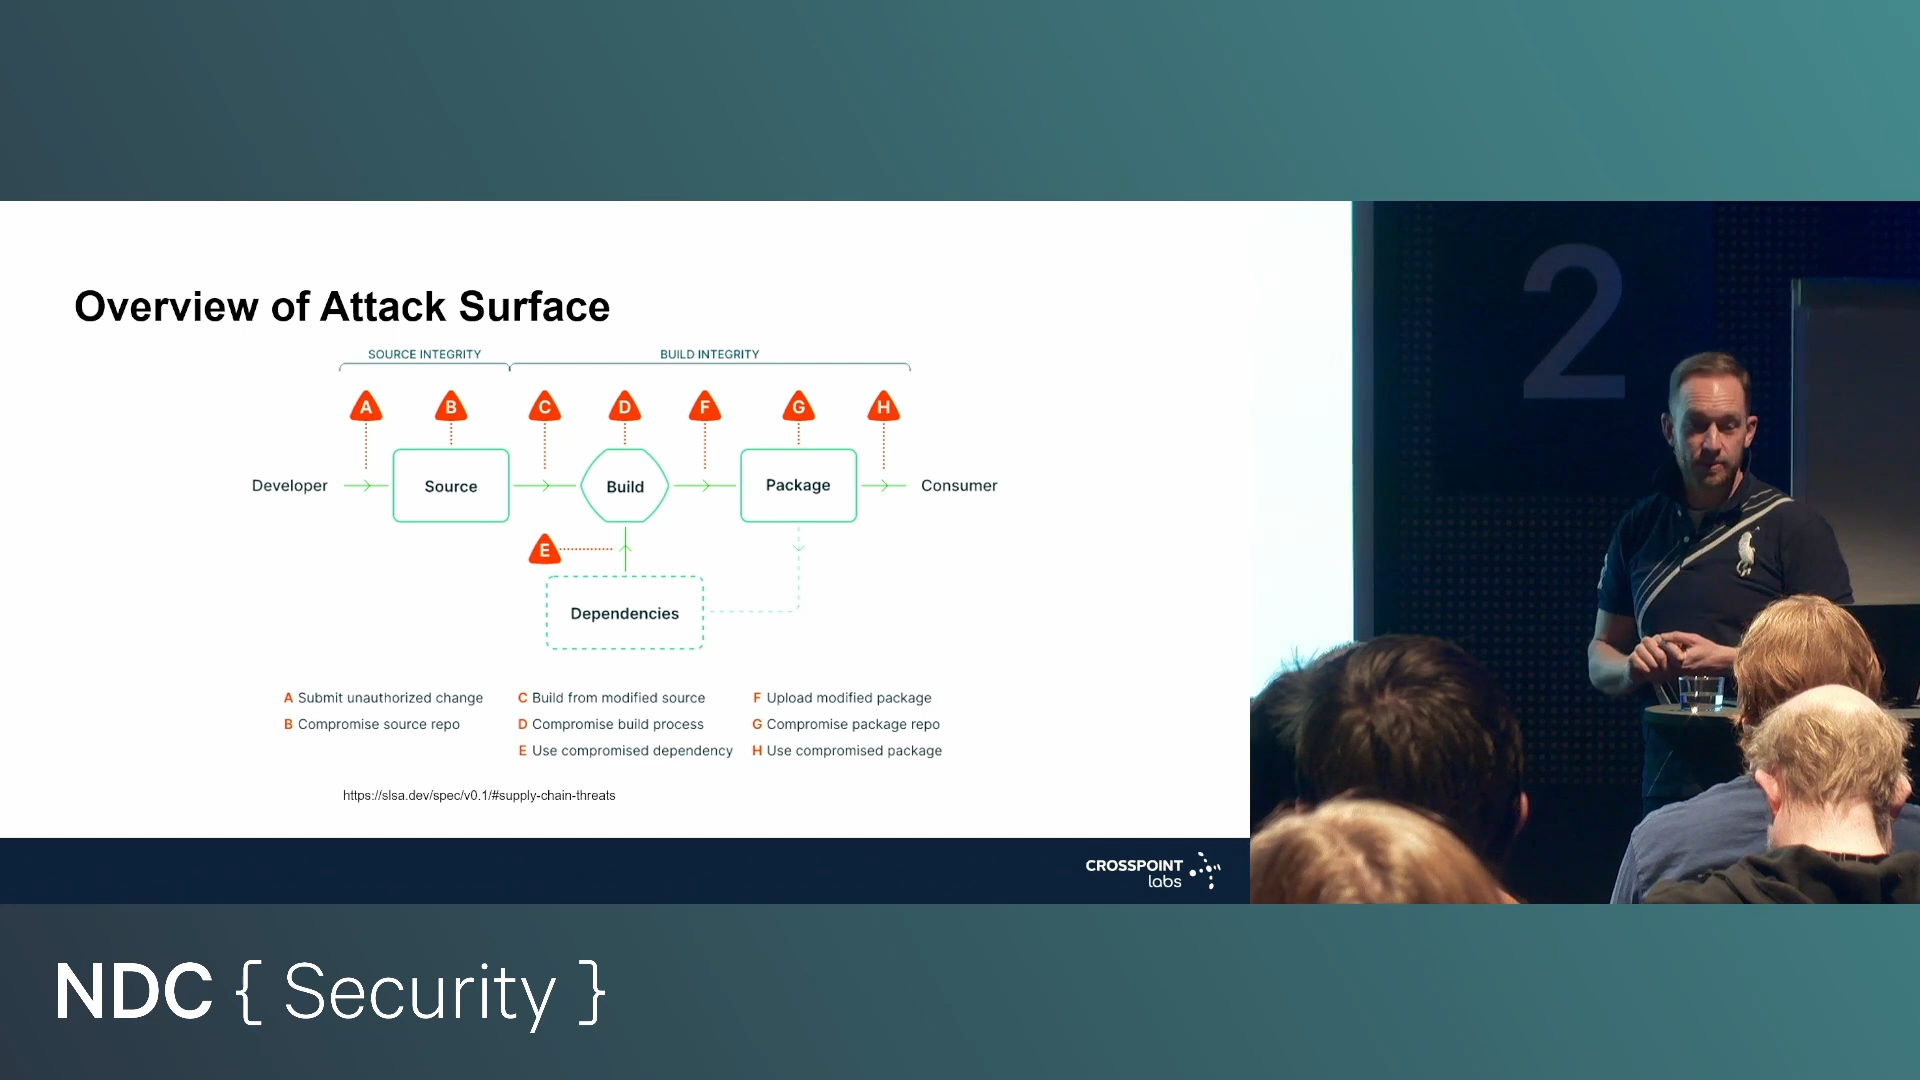 Overview of Attack Surface
SOURCE INTEGRITY
BUILD INTEGRITY
A
B
C
D
F
G
H
Developer
Source
Build
Package
Consumer
E
Dependencies
A Submit unauthorized change
B Compromise source repo
C Build from modified source
D Compromise build process
E Use compromised dependency
F Upload modified package
G Compromise package repo
H Use compromised package
https://slsa.dev/spec/v0.1/#supply-chain-threats
CROSSPOINT
labs
2
NDC { Security }